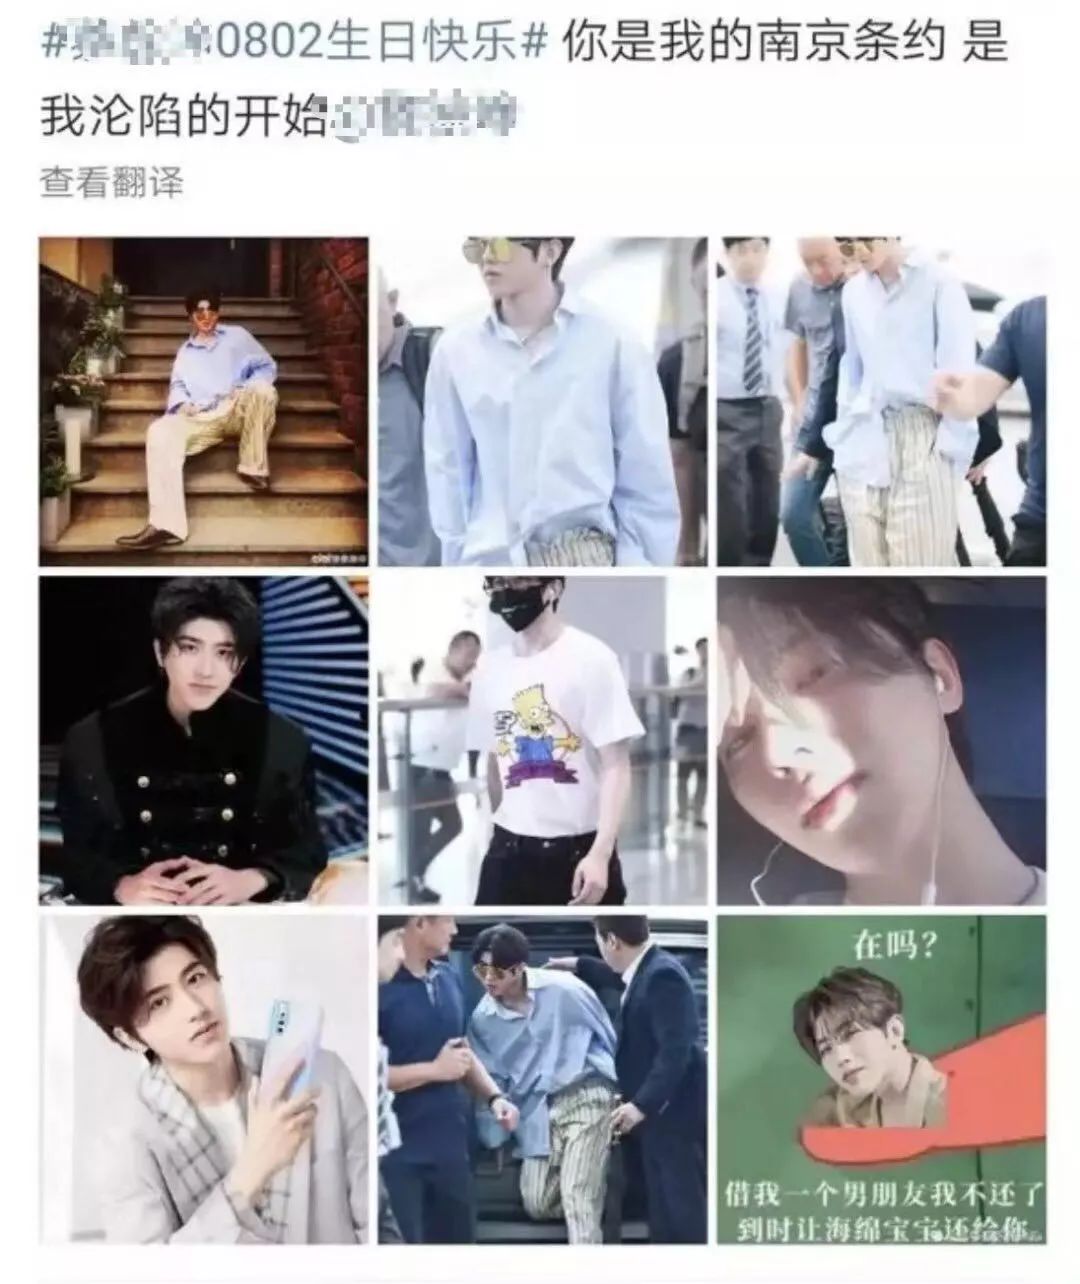 #0802生日快乐# 你是我的南京条约 是
我沦陷的开始
查看翻译
在吗?
借我一个男朋友我不还了
到时让海绵宝宝还给你